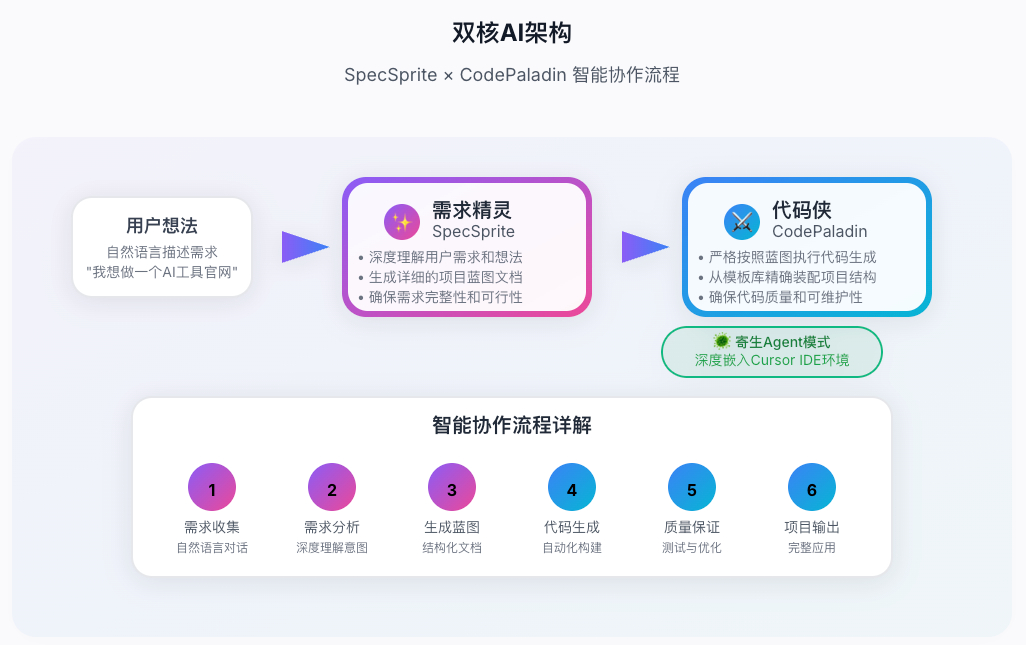 双核AI架构
SpecSprite × CodePaladin 智能协作流程
用户想法
自然语言描述需求
"我想做一个AI工具官网"
需求精灵
SpecSprite
• 深度理解用户需求和想法
• 生成详细的项目蓝图文档
• 确保需求完整性和可行性
代码侠
CodePaladin
• 严格按照蓝图执行代码生成
• 从模板库精确装配项目结构
• 确保代码质量和可维护性
寄生Agent模式
深度嵌入Cursor IDE环境
智能协作流程详解
1
需求收集
自然语言对话
2
需求分析
深度理解意图
3
生成蓝图
结构化文档
4
代码生成
自动化构建
5
质量保证
测试与优化
6
项目输出
完整应用